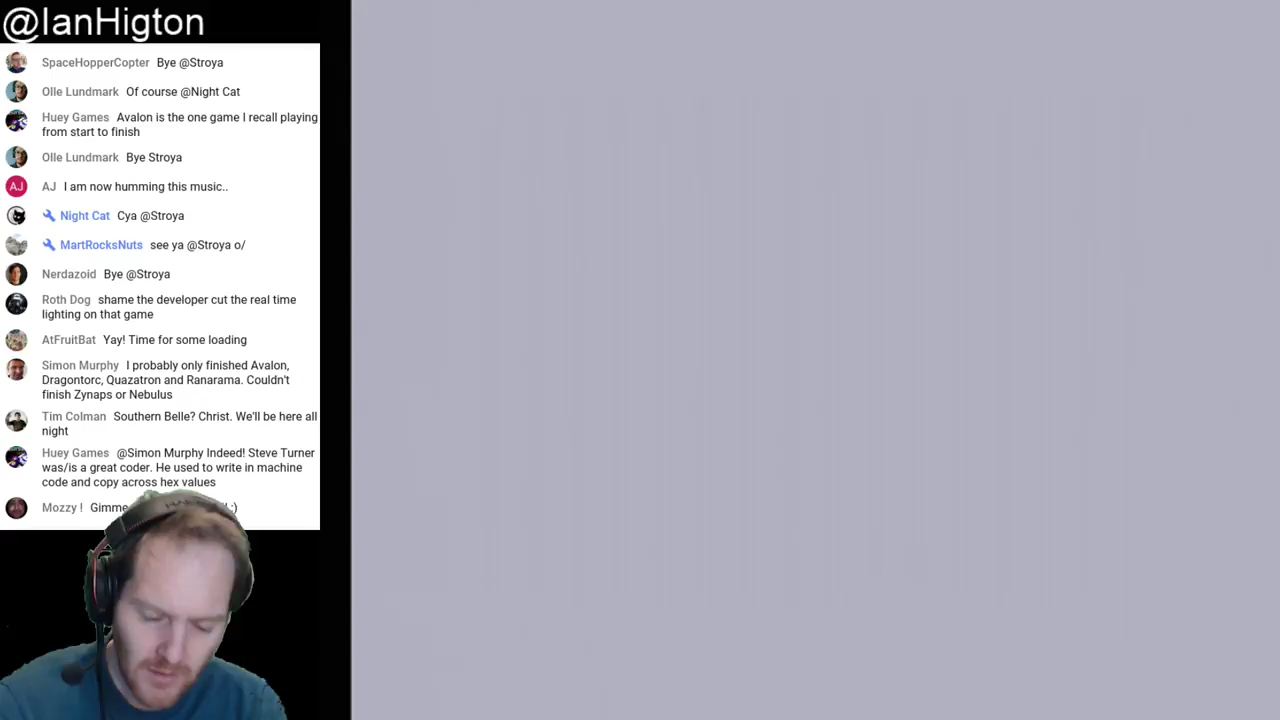 @IanHigton
SpaceHopperCopter Bye @Stroya
Olle Lundmark Of course @Night Cat
Huey Games Avalon is the one game I recall playing
from start to finish
Olle Lundmark Bye Stroya
AJ AJ I am now humming this music..
Night Cat Cya @Stroya
MartRocksNuts see ya @Stroya o/
Nerdazoid Bye @Stroya
Roth Dog shame the developer cut the real time
lighting on that game
AtFruitBat Yay! Time for some loading
Simon Murphy I probably only finished Avalon,
Dragontorc, Quazatron and Ranarama. Couldn't
finish Zynaps or Nebulus
Tim Colman Southern Belle? Christ. We'll be here all
night
Huey Games @Simon Murphy Indeed! Steve Turner
was/is a great coder. He used to write in machine
code and copy across hex values
Mozzy ! Gimme :)